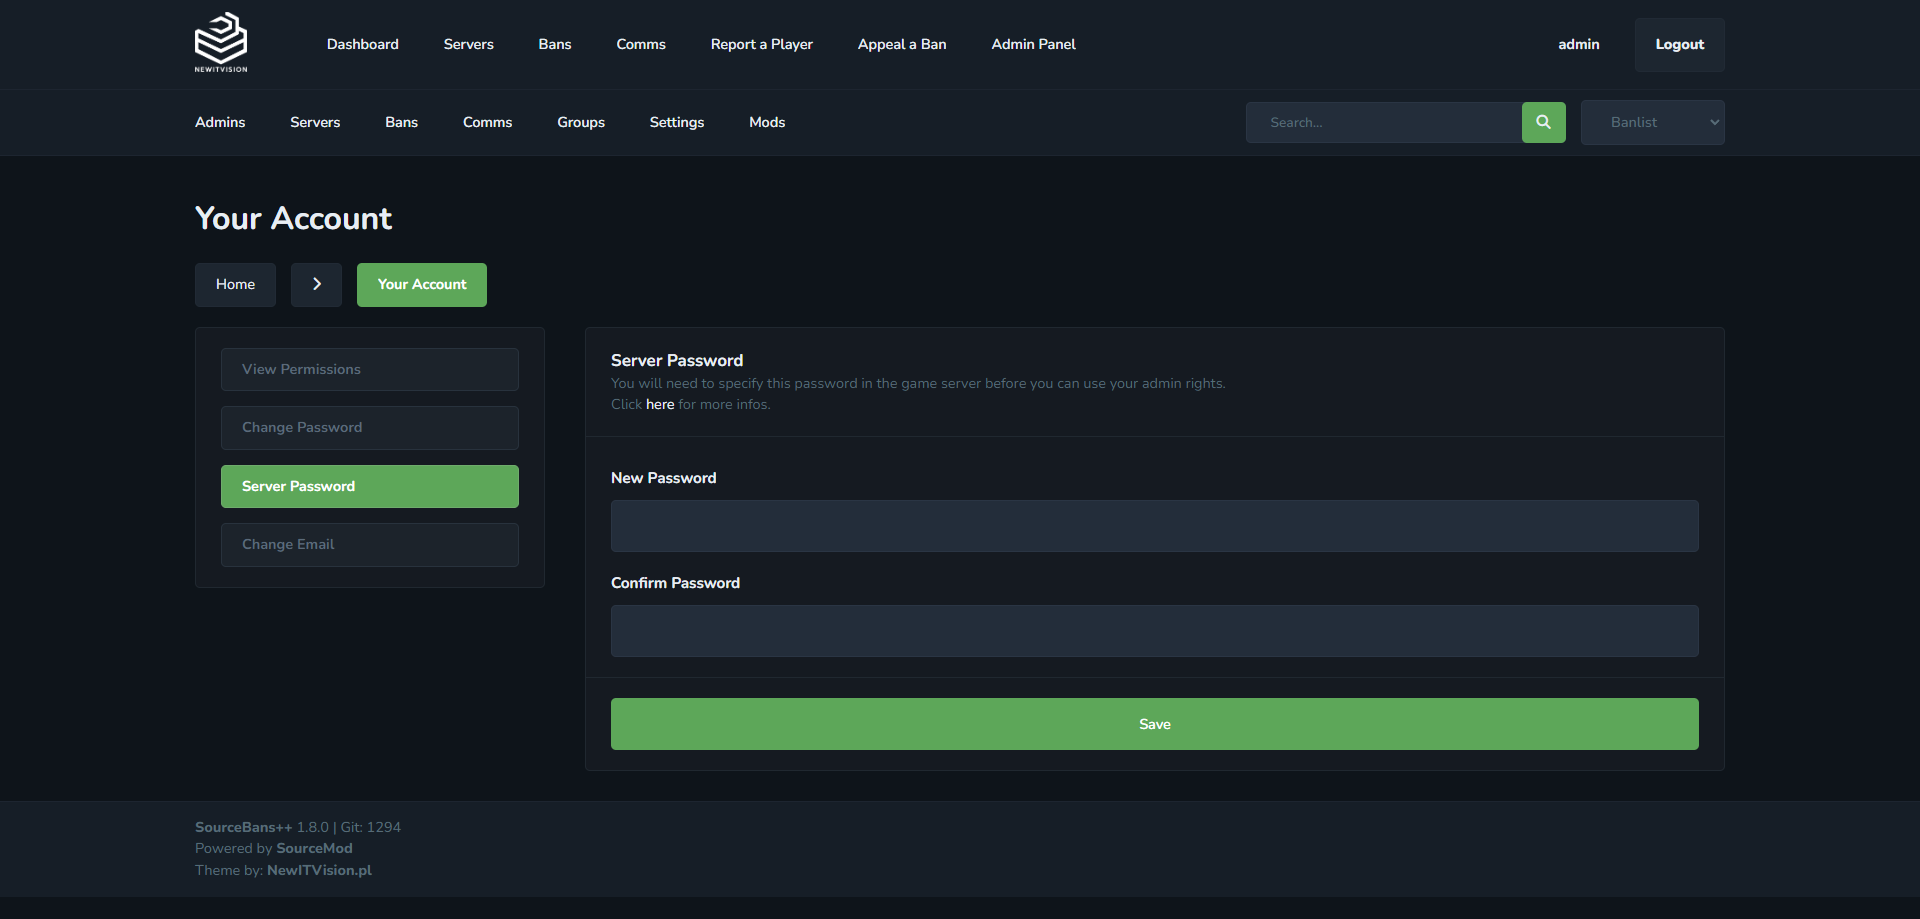 NEWITVISION
Dashboard Servers Bans Comms Report a Player Appeal a Ban Admin Panel admin Logout
Admins Servers Bans Comms Groups Settings Mods Search... Banlist
Your Account
Home Your Account
View Permissions
Change Password
Server Password
Change Email
Server Password
You will need to specify this password in the game server before you can use your admin rights.
Click here for more infos.
New Password
Confirm Password
Save
SourceBans++ 1.8.0 | Git: 1294
Powered by SourceMod
Theme by: NewITVision.pl